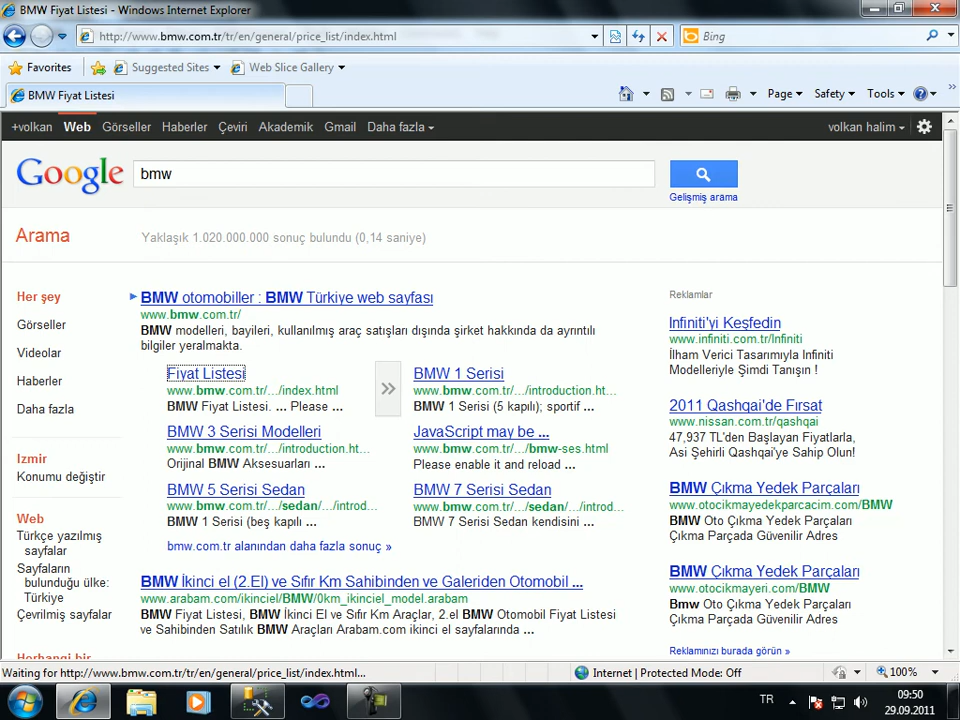 BMW Fiyat Listesi - Windows Internet Explorer
http://www.bmw.com.tr/tr/en/general/price_list/index.html
Bing
Favorites
Suggested Sites
Web Slice Gallery
BMW Fiyat Listesi
Page
Safety
Tools
+volkan Web Görseller Haberler Çeviri Akademik Gmail Daha fazla
volkan halim
Google
bmw
Gelişmiş arama
Arama
Yaklaşık 1.020.000.000 sonuç bulundu (0,14 saniye)
Her şey
Görseller
Videolar
Haberler
Daha fazla
Izmir
Konumu değiştir
Web
Türkçe yazılmış
sayfalar
Sayfaların
bulunduğu ülke:
Türkiye
Çevrilmiş sayfalar
Herhangi bir
BMW otomobiller : BMW Türkiye web sayfası
www.bmw.com.tr/
BMW modelleri, bayileri, kullanılmış araç satışları dışında şirket hakkında da ayrıntılı
bilgiler yeralmakta.
Fiyat Listesi
www.bmw.com.tr/.../index.html
BMW Fiyat Listesi. ... Please ...
BMW 3 Serisi Modelleri
www.bmw.com.tr/.../introduction.ht...
Orijinal BMW Aksesuarları ...
BMW 5 Serisi Sedan
www.bmw.com.tr/.../sedan/.../introd...
BMW 1 Serisi (beş kapılı ...
»
BMW 1 Serisi
www.bmw.com.tr/.../introduction.ht...
BMW 1 Serisi (5 kapılı); sportif ...
JavaScript may be ...
www.bmw.com.tr/.../bmw-ses.html
Please enable it and reload ...
BMW 7 Serisi Sedan
www.bmw.com.tr/.../sedan/.../introd...
BMW 7 Serisi Sedan kendisini ...
bmw.com.tr alanından daha fazla sonuç »
BMW İkinci el (2.El) ve Sıfır Km Sahibinden ve Galeriden Otomobil ...
www.arabam.com/ikinciel/BMW/0km_ikinciel_model.arabam
BMW Fiyat Listesi, BMW İkinci El ve Sıfır Km Araçlar, 2.el BMW Otomobil Fiyat Listesi
ve Sahibinden Satılık BMW Araçları Arabam.com ikinci el sayfalarında ...
Reklamlar
Infiniti'yi Keşfedin
www.infiniti.com.tr/Infiniti
İlham Verici Tasarımıyla Infiniti
Modelleriyle Şimdi Tanışın !
2011 Qashqai'de Fırsat
www.nissan.com.tr/qashqai
47,937 TL'den Başlayan Fiyatlarla,
Asi Şehirli Qashqai'ye Sahip Olun!
BMW Çıkma Yedek Parçaları
www.otocikmayedekparcacim.com/BMW
BMW Oto Çıkma Yedek Parçaları
Çıkma Parçada Güvenilir Adres
BMW Çıkma Yedek Parçaları
www.otocikmayeri.com/BMW
Bmw Oto Çıkma Yedek Parçaları
Çıkma Parçada Güvenilir Adres
Reklamınızı burada görün »
Waiting for http://www.bmw.com.tr/tr/en/general/price_list/index.html...
Internet | Protected Mode: Off
100%
TR
09:50
29.09.2011